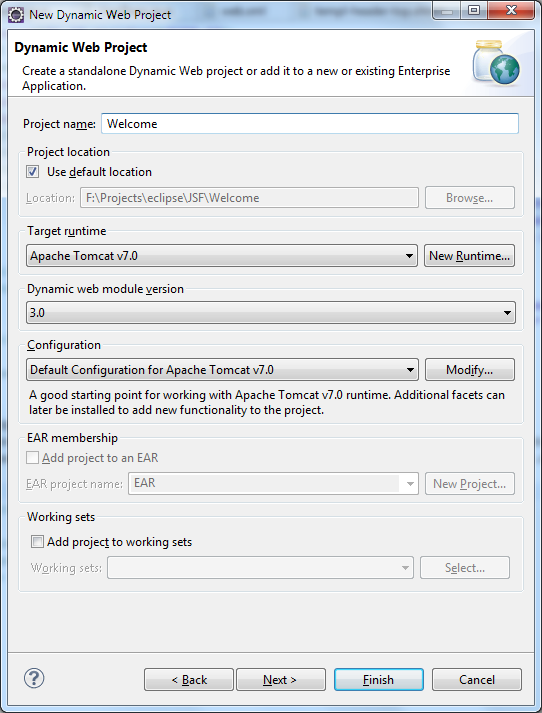 New Dynamic Web Project
Dynamic Web Project
Create a standalone Dynamic Web project or add it to a new or existing Enterprise
Application.
Project name: Welcome
Project location
Use default location
Location: F:\Projects\eclipse\JSF\Welcome Browse...
Target runtime
Apache Tomcat v7.0 New Runtime...
Dynamic web module version
3.0
Configuration
Default Configuration for Apache Tomcat v7.0 Modify...
A good starting point for working with Apache Tomcat v7.0 runtime. Additional facets can
later be installed to add new functionality to the project.
EAR membership
Add project to an EAR
EAR project name: EAR New Project...
Working sets
Add project to working sets
Working sets: Select...
? < Back Next > Finish Cancel